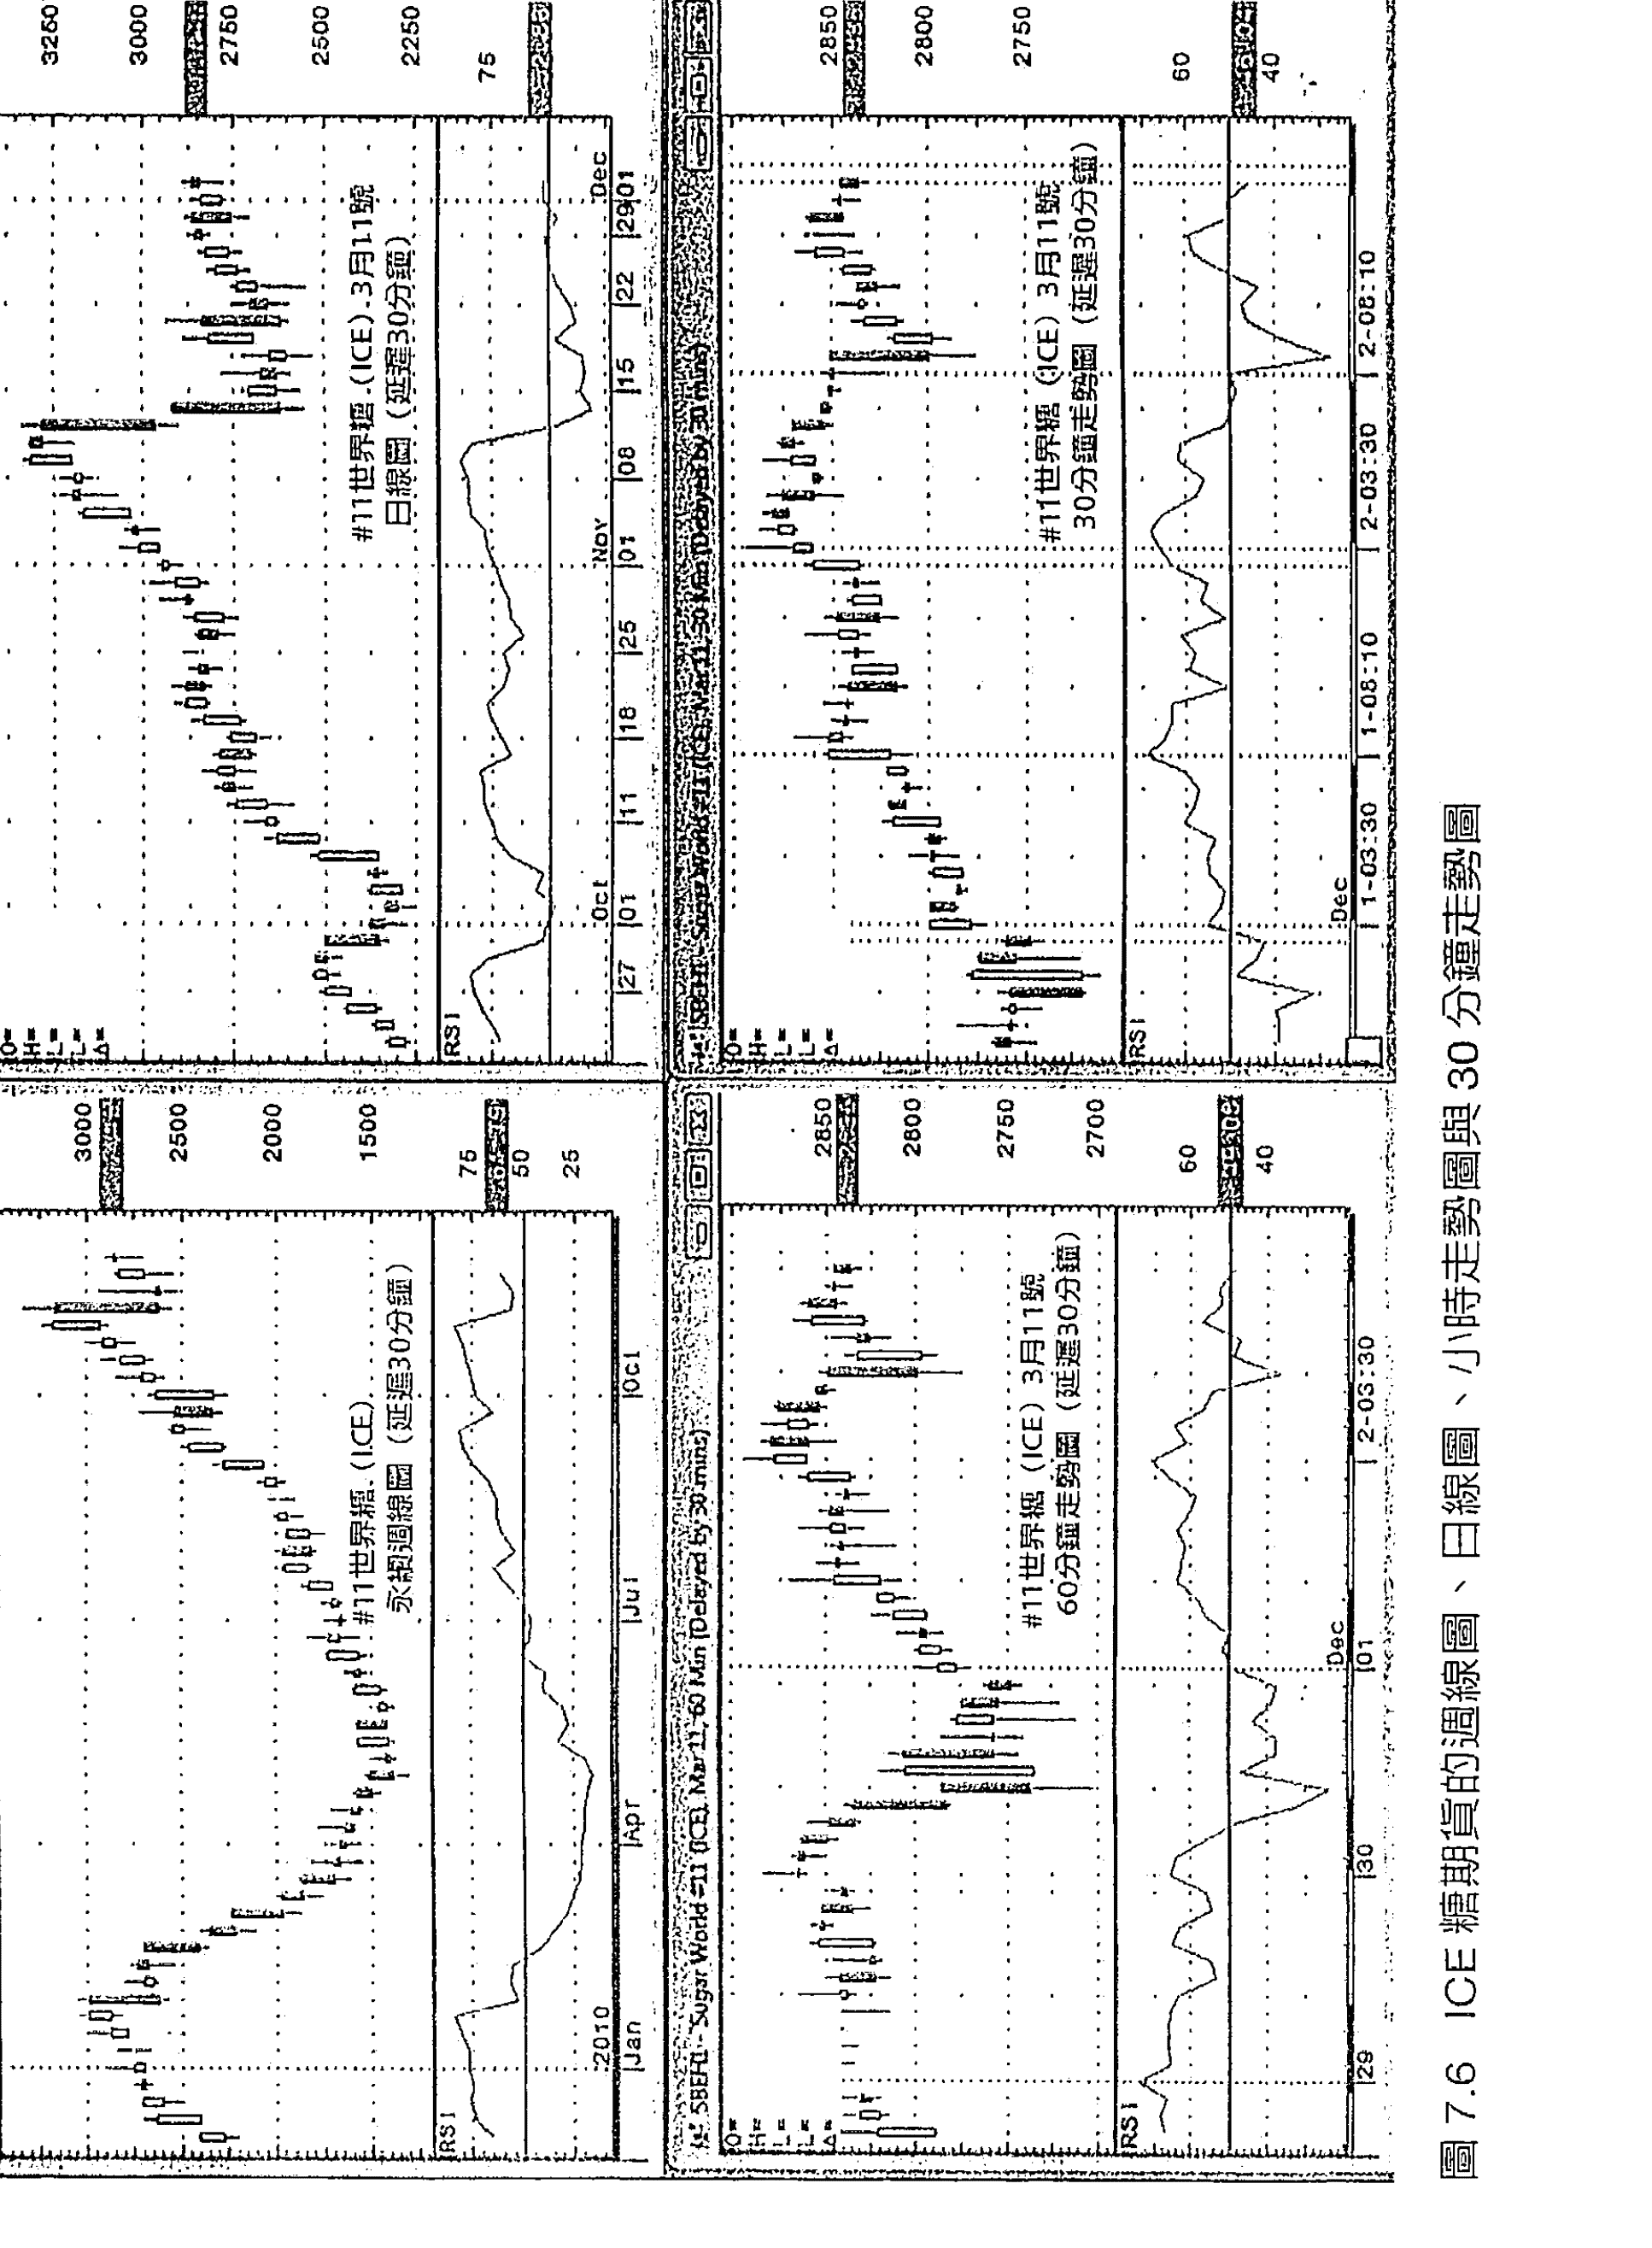 3000
2500
2000
1500
#11世界糖 (ICE)
永續週線圖 (延遲30分鐘)
RSI
75
50
25
2010
|Jan |Apr |Jul |Oct
O=
H=
L=
L=
Δ=
3250
3000
2750
2500
2250
#11世界糖 (ICE) 3月11號
日線圖 (延遲30分鐘)
RSI
75
Oct Nov Dec
|27 |01 |11 |18 |25 |01 |08 |15 |22 |29|01
SBEH1 - Sugar World #11 (ICE), Mar 11, 60 Min [Delayed by 30 mins]
O=
H=
L=
L=
Δ=
2850
2800
2750
2700
#11世界糖 (ICE) 3月11號
60分鐘走勢圖 (延遲30分鐘)
RSI
60
40
Dec
|29 |30 |01 |2-03:30
SBEH1 - Sugar World #11 (ICE), Mar 11, 30 Min [Delayed by 30 mins]
O=
H=
L=
L=
Δ=
2850
2800
2750
#11世界糖 (ICE) 3月11號
30分鐘走勢圖 (延遲30分鐘)
RSI
60
40
Dec
|1-03:30 |1-08:10 |2-03:30 |2-08:10
圖 7.6 ICE 糖期貨的週線圖、日線圖、小時走勢圖與 30 分鐘走勢圖